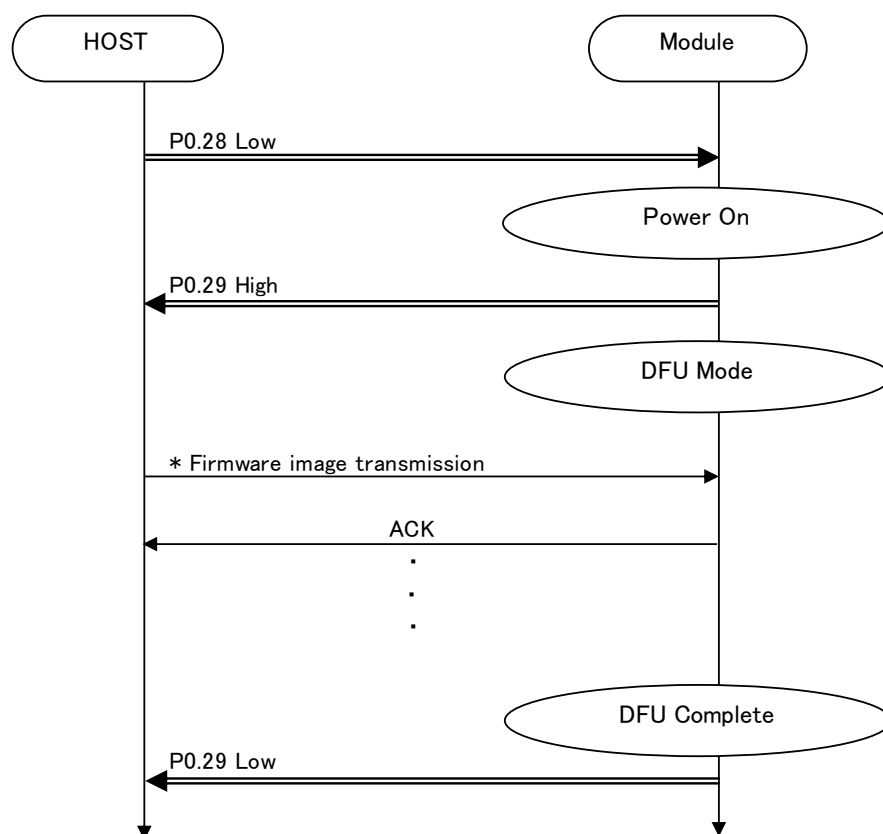 HOST
Module
P0.28 Low
Power On
P0.29 High
DFU Mode
* Firmware image transmission
ACK
DFU Complete
P0.29 Low